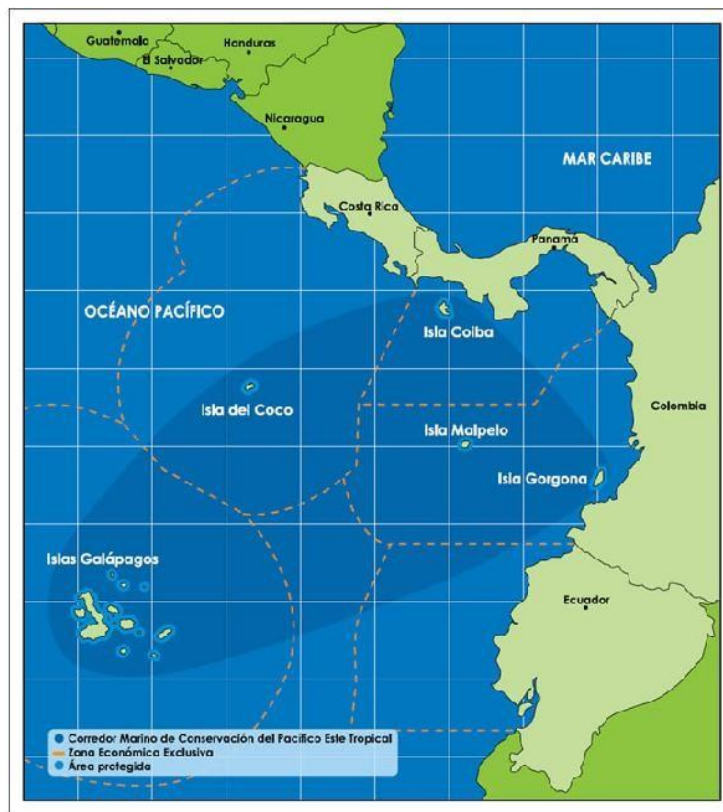 Guatemala
Honduras
El Salvador
Nicaragua
MAR CARIBE
Costa Rica
Panamá
OCÉANO PACÍFICO
Isla Coiba
Isla del Coco
Colombia
Isla Malpelo
Isla Gorgona
Islas Galápagos
Ecuador
Corredor Marino de Conservación del Pacífico Este Tropical
Zona Económica Exclusiva
Área protegida